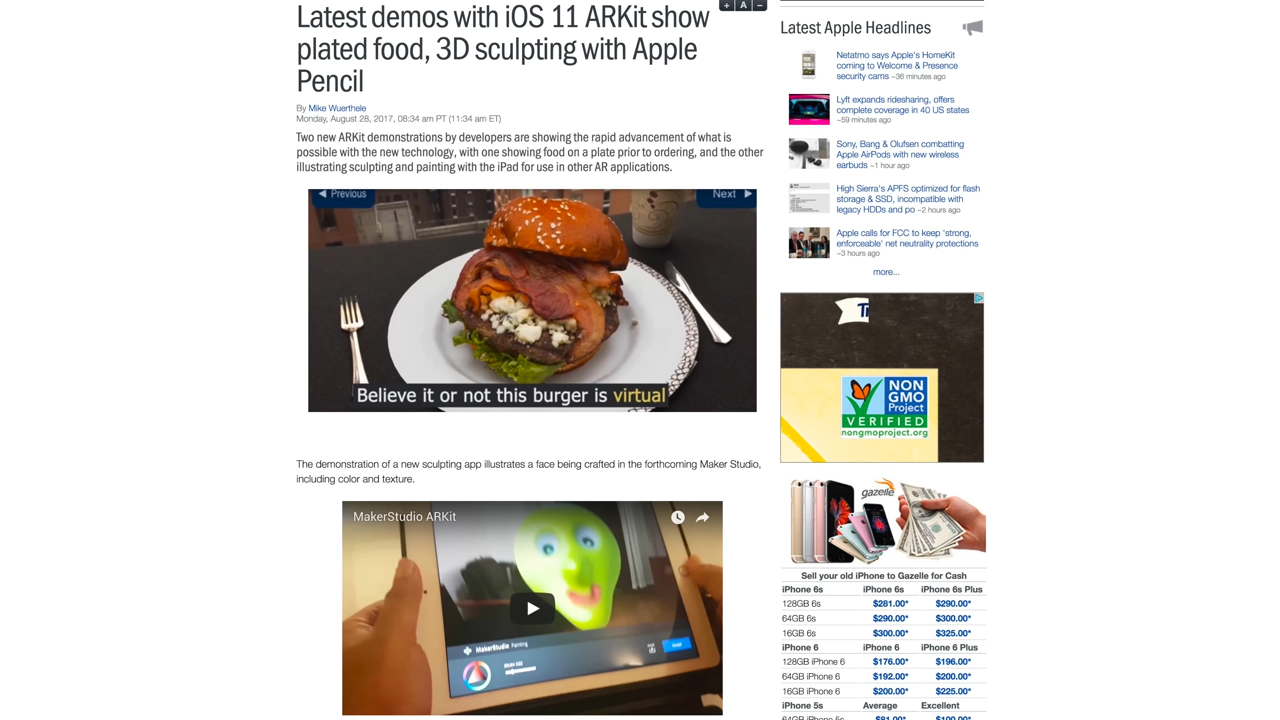 + A −
Latest demos with iOS 11 ARKit show
plated food, 3D sculpting with Apple
Pencil
By Mike Wuerthele
Monday, August 28, 2017, 08:34 am PT (11:34 am ET)
Two new ARKit demonstrations by developers are showing the rapid advancement of what is
possible with the new technology, with one showing food on a plate prior to ordering, and the other
illustrating sculpting and painting with the iPad for use in other AR applications.
Previous
Next
Believe it or not this burger is virtual
The demonstration of a new sculpting app illustrates a face being crafted in the forthcoming Maker Studio,
including color and texture.
MakerStudio ARKit
MakerStudio Painting
Latest Apple Headlines
Netatmo says Apple's HomeKit
coming to Welcome & Presence
security cams ~36 minutes ago
Lyft expands ridesharing, offers
complete coverage in 40 US states
~59 minutes ago
Sony, Bang & Olufsen combatting
Apple AirPods with new wireless
earbuds ~1 hour ago
High Sierra's APFS optimized for flash
storage & SSD, incompatible with
legacy HDDs and po ~2 hours ago
Apple calls for FCC to keep 'strong,
enforceable' net neutrality protections
~3 hours ago
more...
NON
GMO
Project
VERIFIED
nongmoproject.org
gazelle
Sell your old iPhone to Gazelle for Cash
iPhone 6s iPhone 6s iPhone 6s Plus
128GB 6s $281.00* $290.00*
64GB 6s $290.00* $300.00*
16GB 6s $300.00* $325.00*
iPhone 6 iPhone 6 iPhone 6 Plus
128GB iPhone 6 $176.00* $196.00*
64GB iPhone 6 $192.00* $200.00*
16GB iPhone 6 $200.00* $225.00*
iPhone 5s Average Excellent
64GB iPhone 5s $81.00* $100.00*